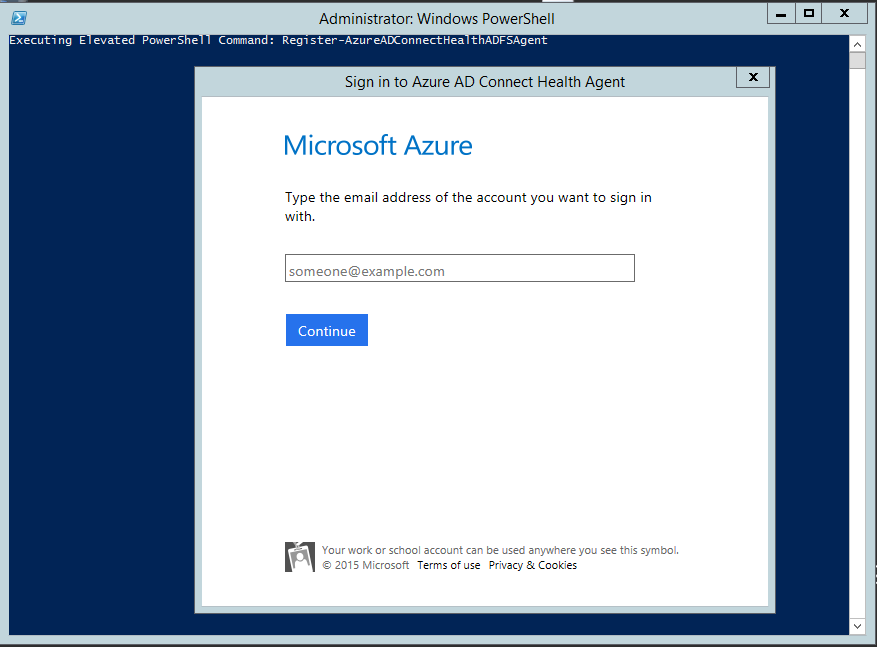 Administrator: Windows PowerShell
Executing Elevated PowerShell Command: Register-AzureADConnectHealthADFSAgent
Sign in to Azure AD Connect Health Agent
Microsoft Azure
Type the email address of the account you want to sign in
with.
someone@example.com
Continue
Your work or school account can be used anywhere you see this symbol.
© 2015 Microsoft Terms of use Privacy & Cookies